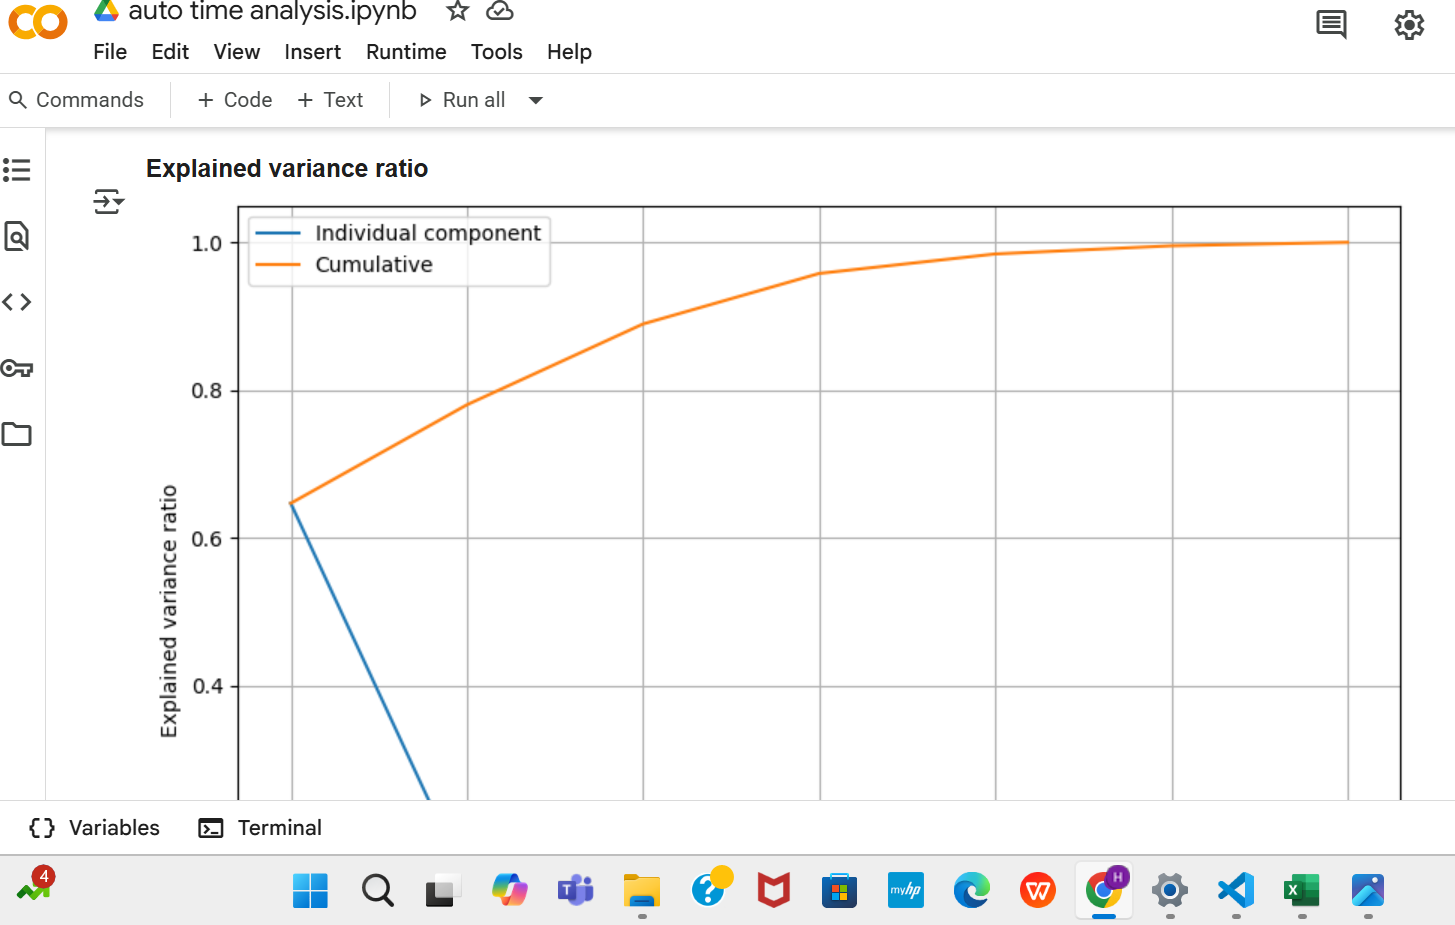 auto time analysis.ipynb
File Edit View Insert Runtime Tools Help
Commands + Code + Text Run all
Explained variance ratio
Individual component
Cumulative
1.0
0.8
0.6
0.4
Explained variance ratio
Variables Terminal
4
T
?
myhp
W
H
X